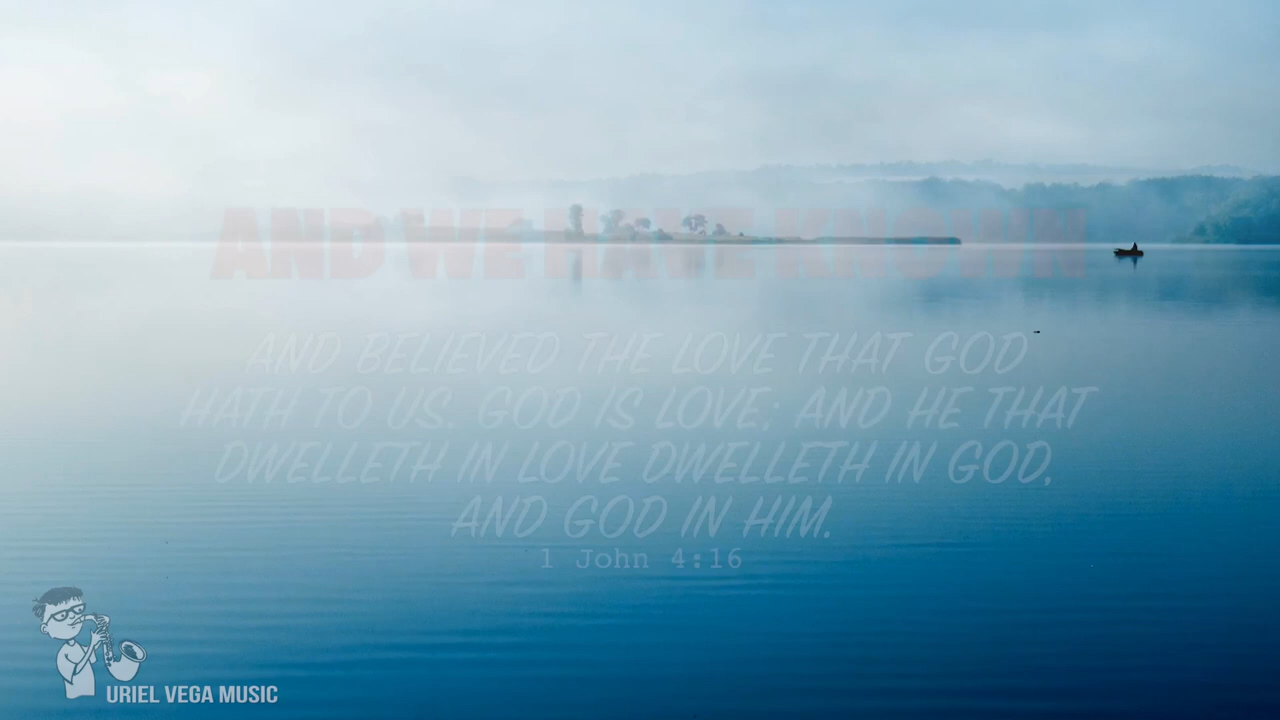 AND WE HAVE KNOWN
AND BELIEVED THE LOVE THAT GOD
HATH TO US. GOD IS LOVE; AND HE THAT
DWELLETH IN LOVE DWELLETH IN GOD,
AND GOD IN HIM.
1 John 4:16
URIEL VEGA MUSIC